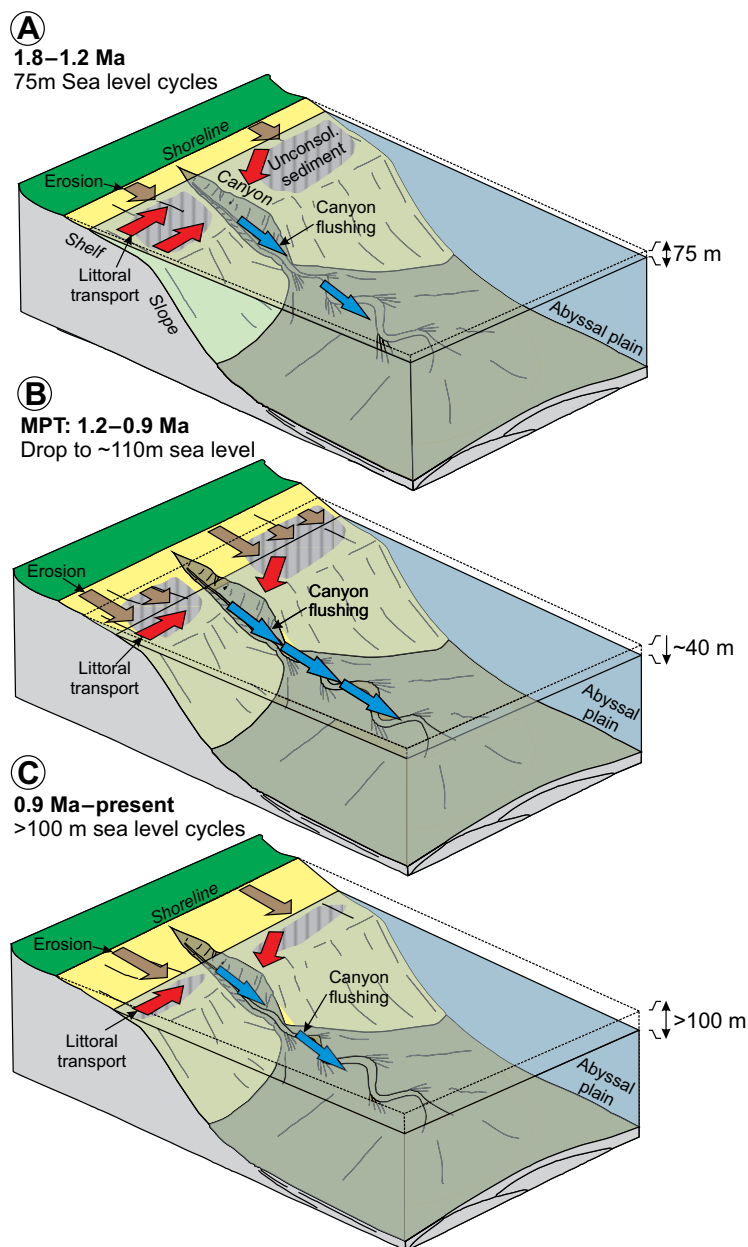 A
1.8–1.2 Ma
75m Sea level cycles
Shoreline
Unconsol.
sediment
Erosion
Canyon
Canyon
flushing
Shelf
Littoral
transport
Slope
75 m
Abyssal plain
B
MPT: 1.2–0.9 Ma
Drop to ~110m sea level
Erosion
Canyon
flushing
Littoral
transport
~40 m
Abyssal
plain
C
0.9 Ma–present
>100 m sea level cycles
Shoreline
Erosion
Canyon
flushing
Littoral
transport
>100 m
Abyssal
plain